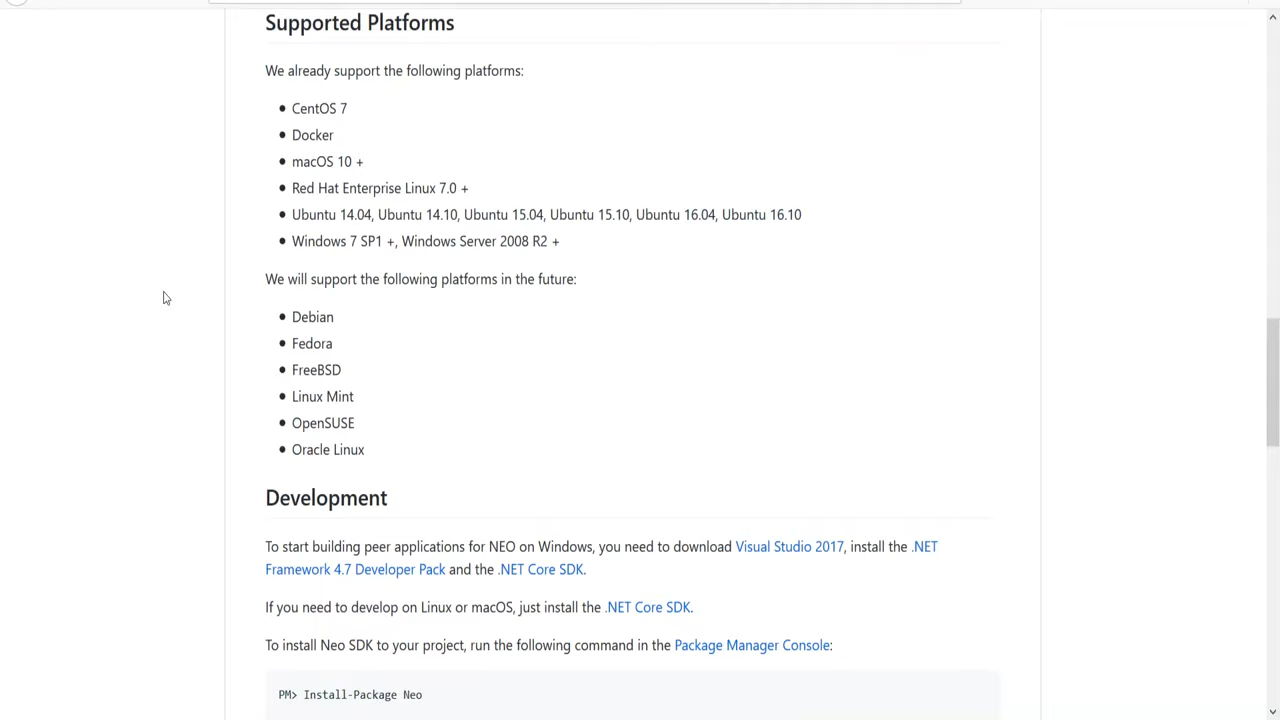 Supported Platforms
We already support the following platforms:
• CentOS 7
• Docker
• macOS 10 +
• Red Hat Enterprise Linux 7.0 +
• Ubuntu 14.04, Ubuntu 14.10, Ubuntu 15.04, Ubuntu 15.10, Ubuntu 16.04, Ubuntu 16.10
• Windows 7 SP1 +, Windows Server 2008 R2 +
We will support the following platforms in the future:
• Debian
• Fedora
• FreeBSD
• Linux Mint
• OpenSUSE
• Oracle Linux
Development
To start building peer applications for NEO on Windows, you need to download Visual Studio 2017, install the .NET
Framework 4.7 Developer Pack and the .NET Core SDK.
If you need to develop on Linux or macOS, just install the .NET Core SDK.
To install Neo SDK to your project, run the following command in the Package Manager Console:
PM> Install-Package Neo